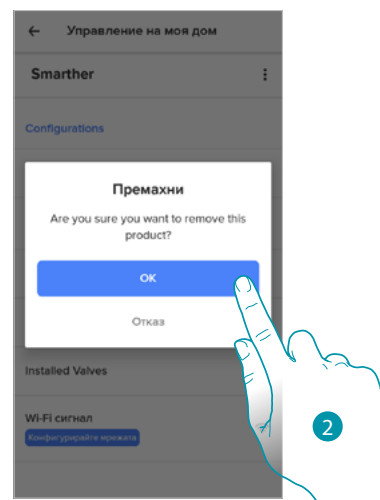 Управление на моя дом
Smarther
Configurations
Премахни
Are you sure you want to remove this
product?
OK
Отказ
Installed Valves
Wi-Fi сигнал
Конфигурирайте мрежата
2